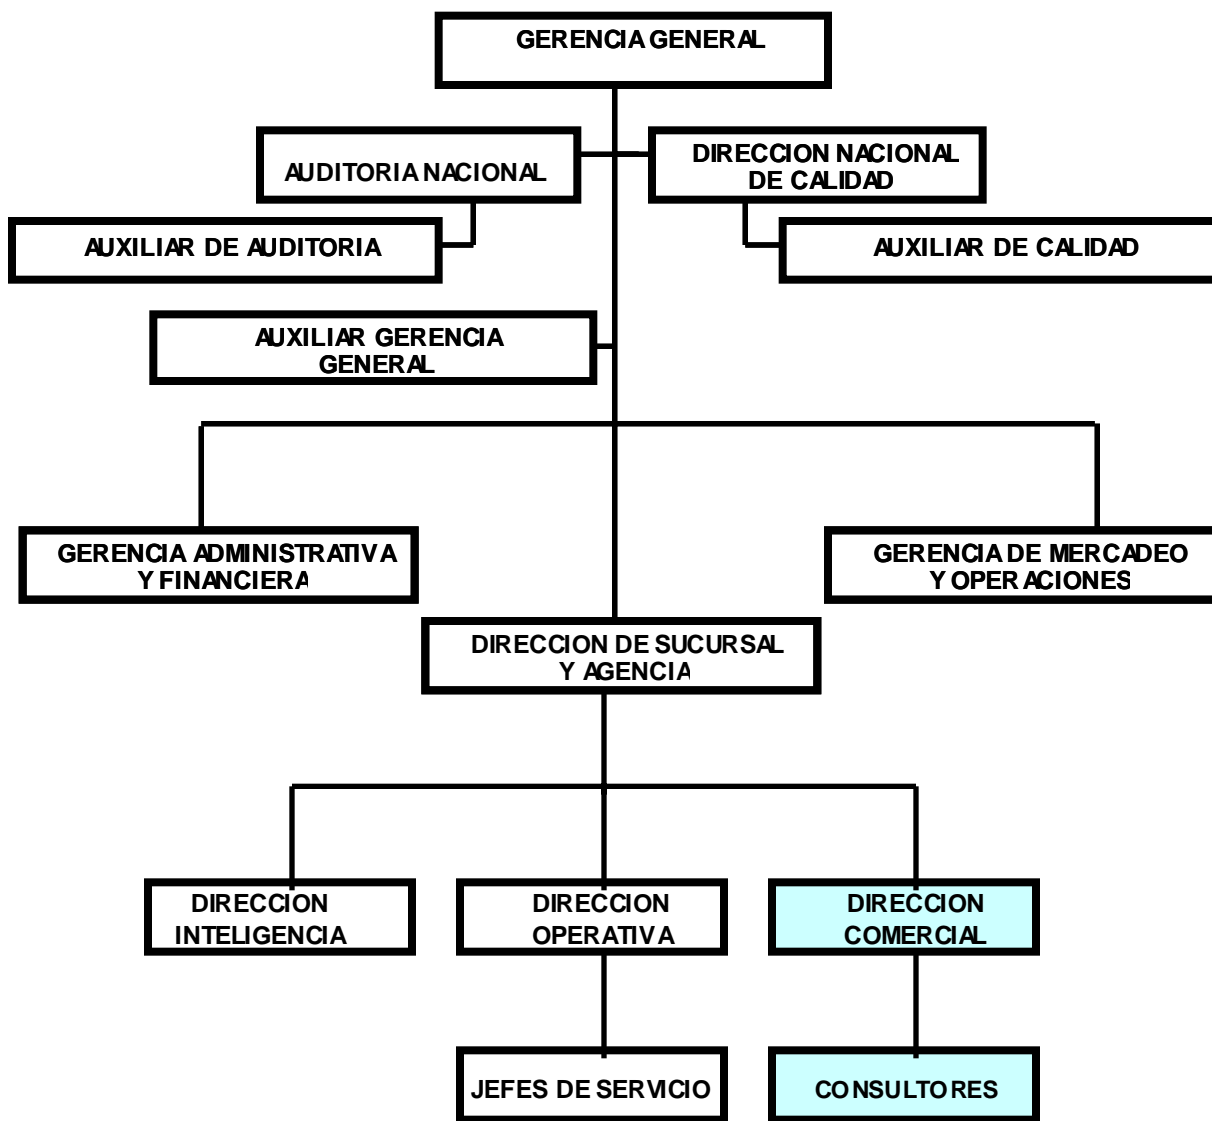 GERENCIA GENERAL
AUDITORIA NACIONAL
DIRECCION NACIONAL
DE CALIDAD
AUXILIAR DE AUDITORIA
AUXILIAR DE CALIDAD
AUXILIAR GERENCIA
GENERAL
GERENCIA ADMINISTRATIVA
Y FINANCIERA
GERENCIA DE MERCADEO
Y OPERACIONES
DIRECCION DE SUCURSAL
Y AGENCIA
DIRECCION
INTELIGENCIA
DIRECCION
OPERATIVA
DIRECCION
COMERCIAL
JEFES DE SERVICIO
CONSULTORES